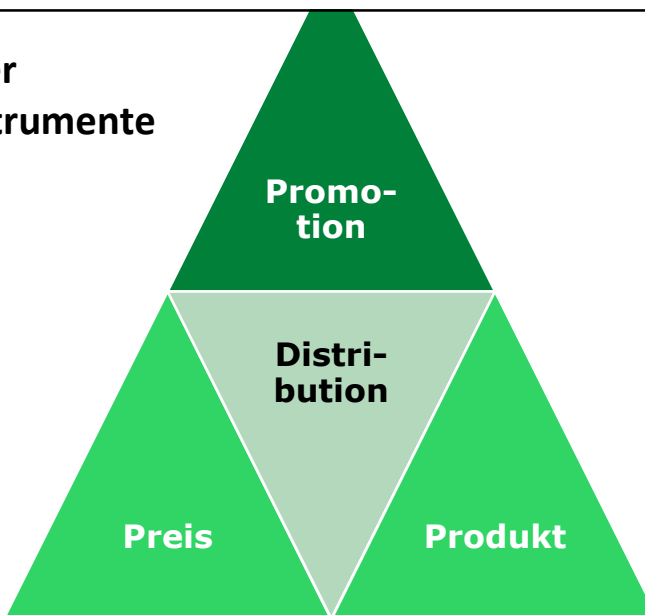 r
trumente
Promo-
tion
Distri-
bution
Preis
Produkt